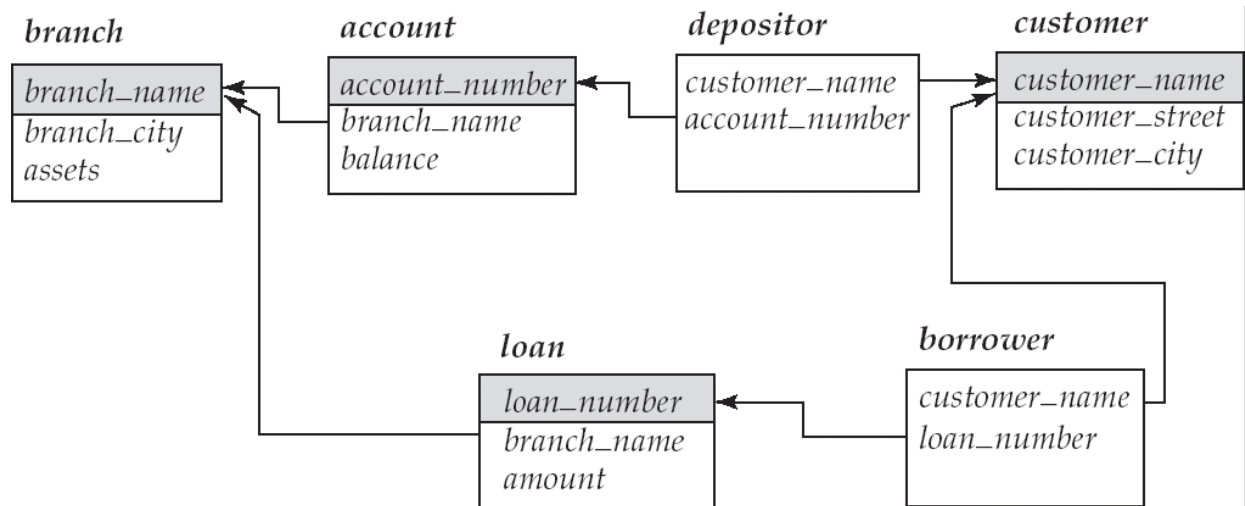 branch
branch_name
branch_city
assets
account
account_number
branch_name
balance
depositor
customer_name
account_number
customer
customer_name
customer_street
customer_city
loan
loan_number
branch_name
amount
borrower
customer_name
loan_number